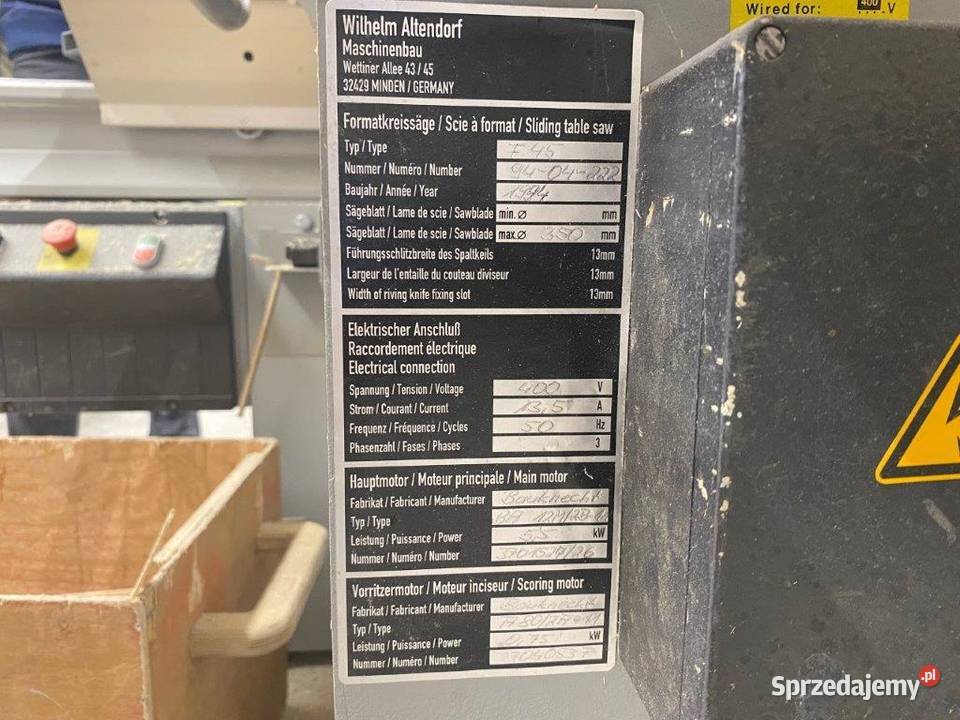 Wired for: 400 V
Wilhelm Altendorf
Maschinenbau
Wettiner Allee 43 / 45
32429 MINDEN / GERMANY
Formatkreissäge / Scie à format / Sliding table saw
Typ / Type F 45
Nummer / Numéro / Number 94-04-222
Baujahr / Année / Year 1994
Sägeblatt / Lame de scie / Sawblade min. ⌀ mm
Sägeblatt / Lame de scie / Sawblade max. ⌀ 350 mm
Führungsschlitzbreite des Spaltkeils 13mm
Largeur de l'entaille du couteau diviseur 13mm
Width of riving knife fixing slot 13mm
Elektrischer Anschluß
Raccordement électrique
Electrical connection
Spannung / Tension / Voltage 400 V
Strom / Courant / Current 13,5 A
Frequenz / Fréquence / Cycles 50 Hz
Phasenzahl / Fases / Phases 3
Hauptmotor / Moteur principale / Main motor
Fabrikat / Fabricant / Manufacturer Bauknecht
Typ / Type
Leistung / Puissance / Power 5,5 kW
Nummer / Numéro / Number
Vorritzermotor / Moteur inciseur / Scoring motor
Fabrikat / Fabricant / Manufacturer Bauknecht
Typ / Type
Leistung / Puissance / Power 0,75 kW
Nummer / Numéro / Number
Sprzedajemy.pl